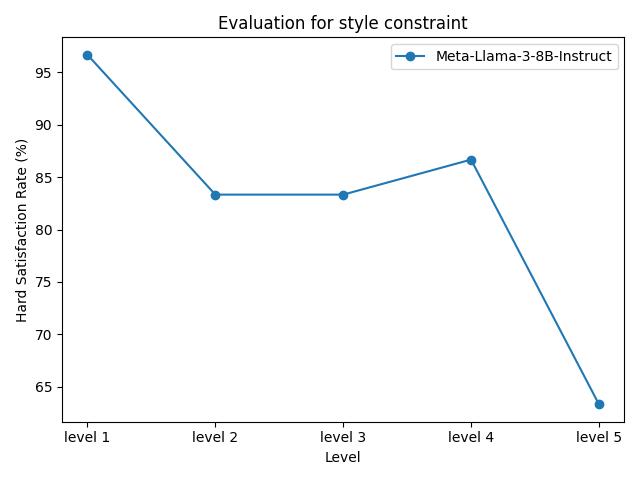 Evaluation for style constraint
Meta-Llama-3-8B-Instruct
Hard Satisfaction Rate (%)
95
90
85
80
75
70
65
level 1 level 2 level 3 level 4 level 5
Level